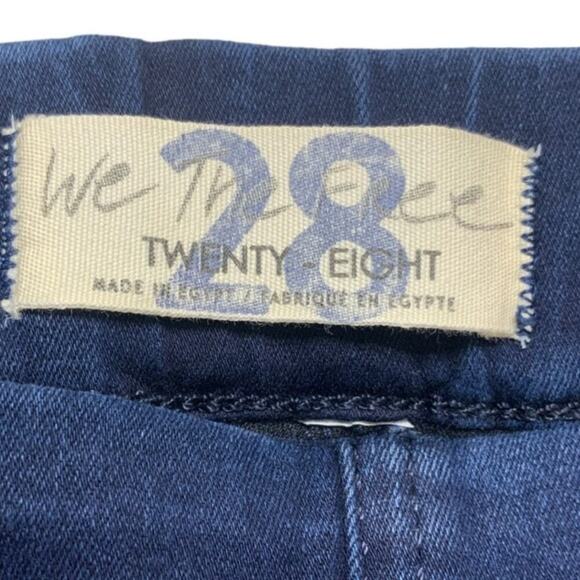 We The Free
28
TWENTY - EIGHT
MADE IN EGYPT / FABRIQUE EN EGYPTE